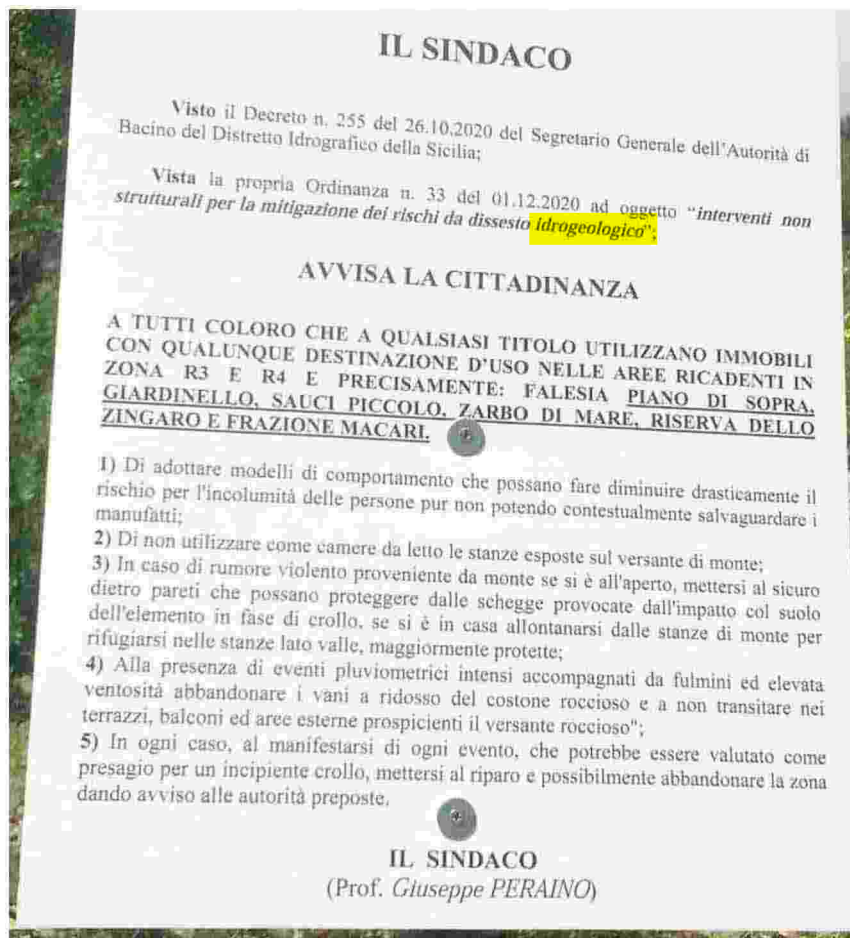 IL SINDACO
Visto il Decreto n. 255 del 26.10.2020 del Segretario Generale dell'Autorità di
Bacino del Distretto Idrografico della Sicilia;
Vista la propria Ordinanza n. 33 del 01.12.2020 ad oggetto "interventi non
strutturali per la mitigazione dei rischi da dissesto idrogeologico";
AVVISA LA CITTADINANZA
A TUTTI COLORO CHE A QUALSIASI TITOLO UTILIZZANO IMMOBILI
CON QUALUNQUE DESTINAZIONE D'USO NELLE AREE RICADENTI IN
ZONA R3 E R4 E PRECISAMENTE: FALESIA PIANO DI SOPRA,
GIARDINELLO, SAUCI PICCOLO, ZARBO DI MARE, RISERVA DELLO
ZINGARO E FRAZIONE MACARI.
1) Di adottare modelli di comportamento che possano fare diminuire drasticamente il
rischio per l'incolumità delle persone pur non potendo contestualmente salvaguardare i
manufatti;
2) Di non utilizzare come camere da letto le stanze esposte sul versante di monte;
3) In caso di rumore violento proveniente da monte se si è all'aperto, mettersi al sicuro
dietro pareti che possano proteggere dalle schegge provocate dall'impatto col suolo
dell'elemento in fase di crollo, se si è in casa allontanarsi dalle stanze di monte per
rifugiarsi nelle stanze lato valle, maggiormente protette;
4) Alla presenza di eventi pluviometrici intensi accompagnati da fulmini ed elevata
ventosità abbandonare i vani a ridosso del costone roccioso e a non transitare nei
terrazzi, balconi ed aree esterne prospicienti il versante roccioso";
5) In ogni caso, al manifestarsi di ogni evento, che potrebbe essere valutato come
presagio per un incipiente crollo, mettersi al riparo e possibilmente abbandonare la zona
dando avviso alle autorità preposte.
IL SINDACO
(Prof. Giuseppe PERAINO)